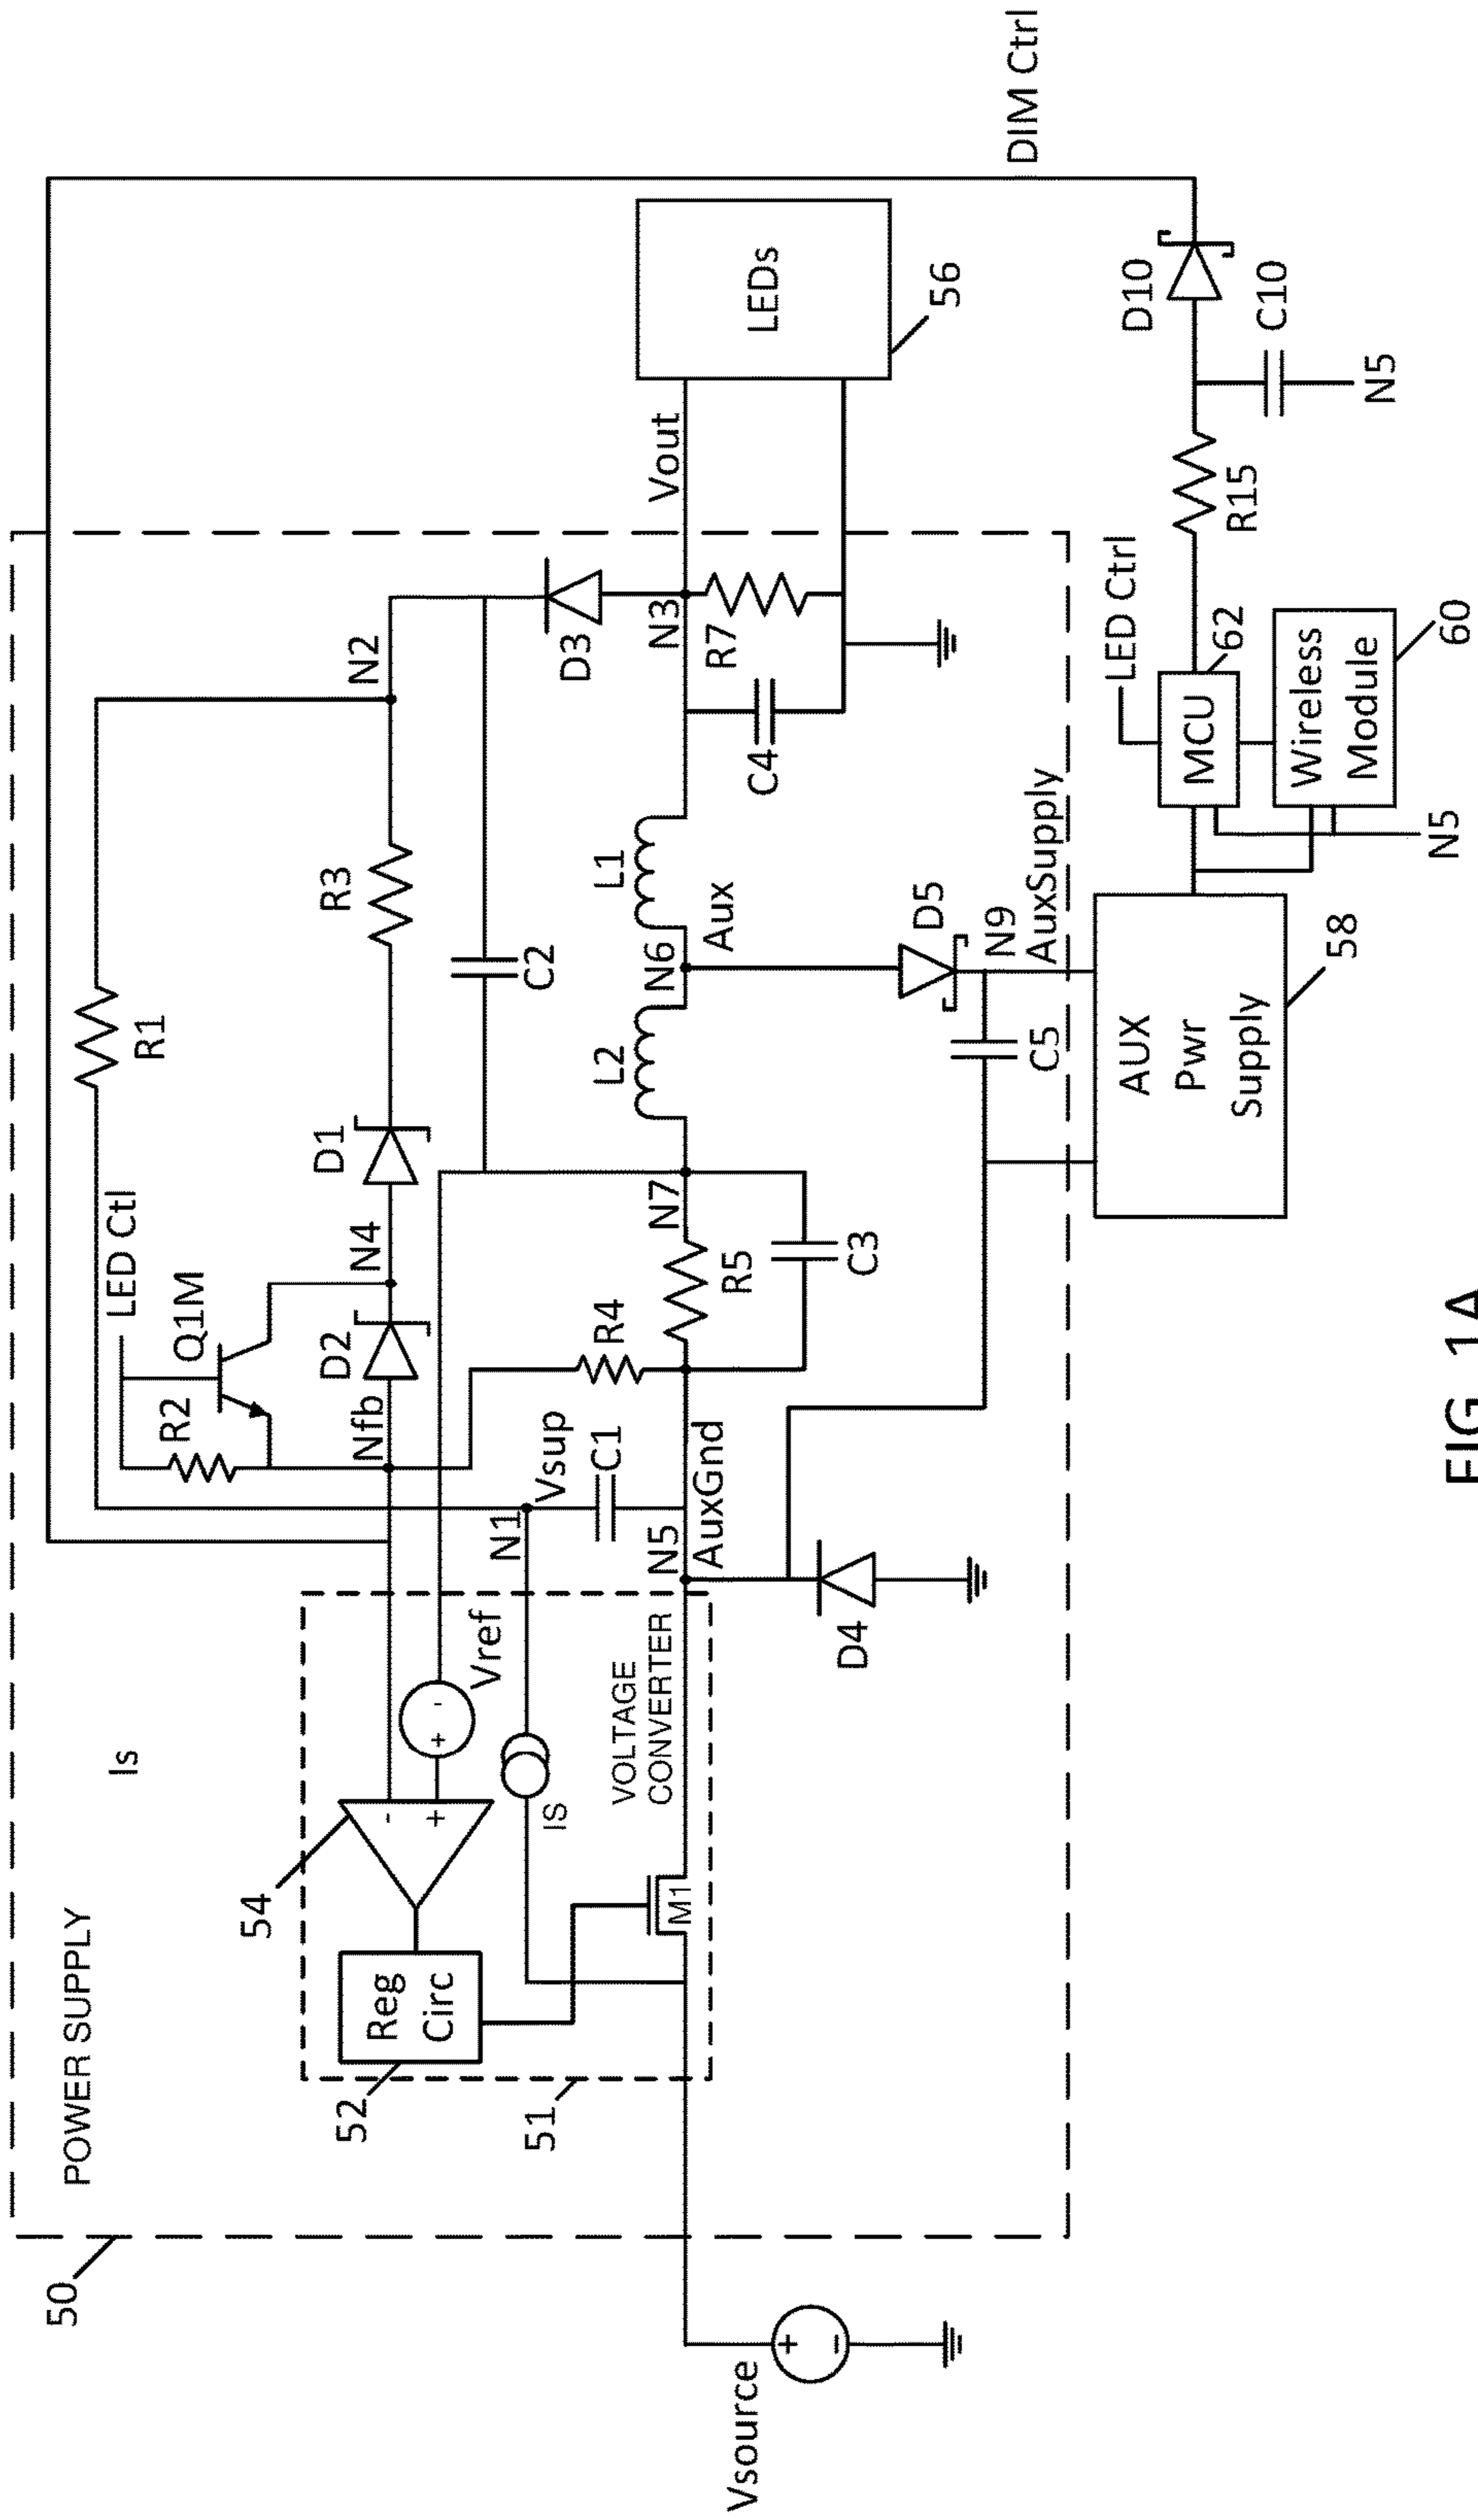 50
POWER SUPPLY
Is
LED Ctl
R1
R2
Q1M
Nfb
D2
N4
D1
R3
N2
52
54
Reg
Circ
-
+
+
-
Vref
IS
51
VOLTAGE
CONVERTER
M1
N1
Vsup
C1
R4
C2
D3
N5
AuxGnd
R5
N7
C3
L2
N6
Aux
L1
C4
N3
R7
Vout
LEDs
56
DIM Ctrl
D4
C5
D5
N9
AuxSupply
AUX
Pwr
Supply
58
LED Ctrl
MCU
62
Wireless
Module
60
N5
R15
D10
C10
N5
Vsource
+
-
FIG. 1A